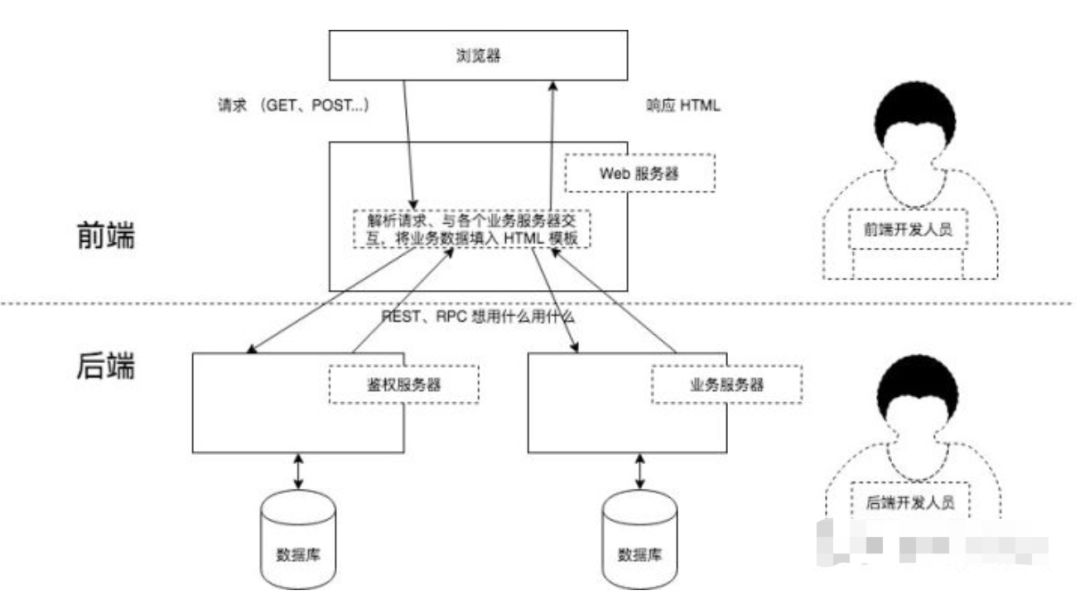 浏览器
请求 （GET、POST...）
响应 HTML
Web 服务器
解析请求、与各个业务服务器交
互，将业务数据填入 HTML 模板
前端
前端开发人员
REST、RPC 想用什么用什么
后端
鉴权服务器
业务服务器
后端开发人员
数据库
数据库